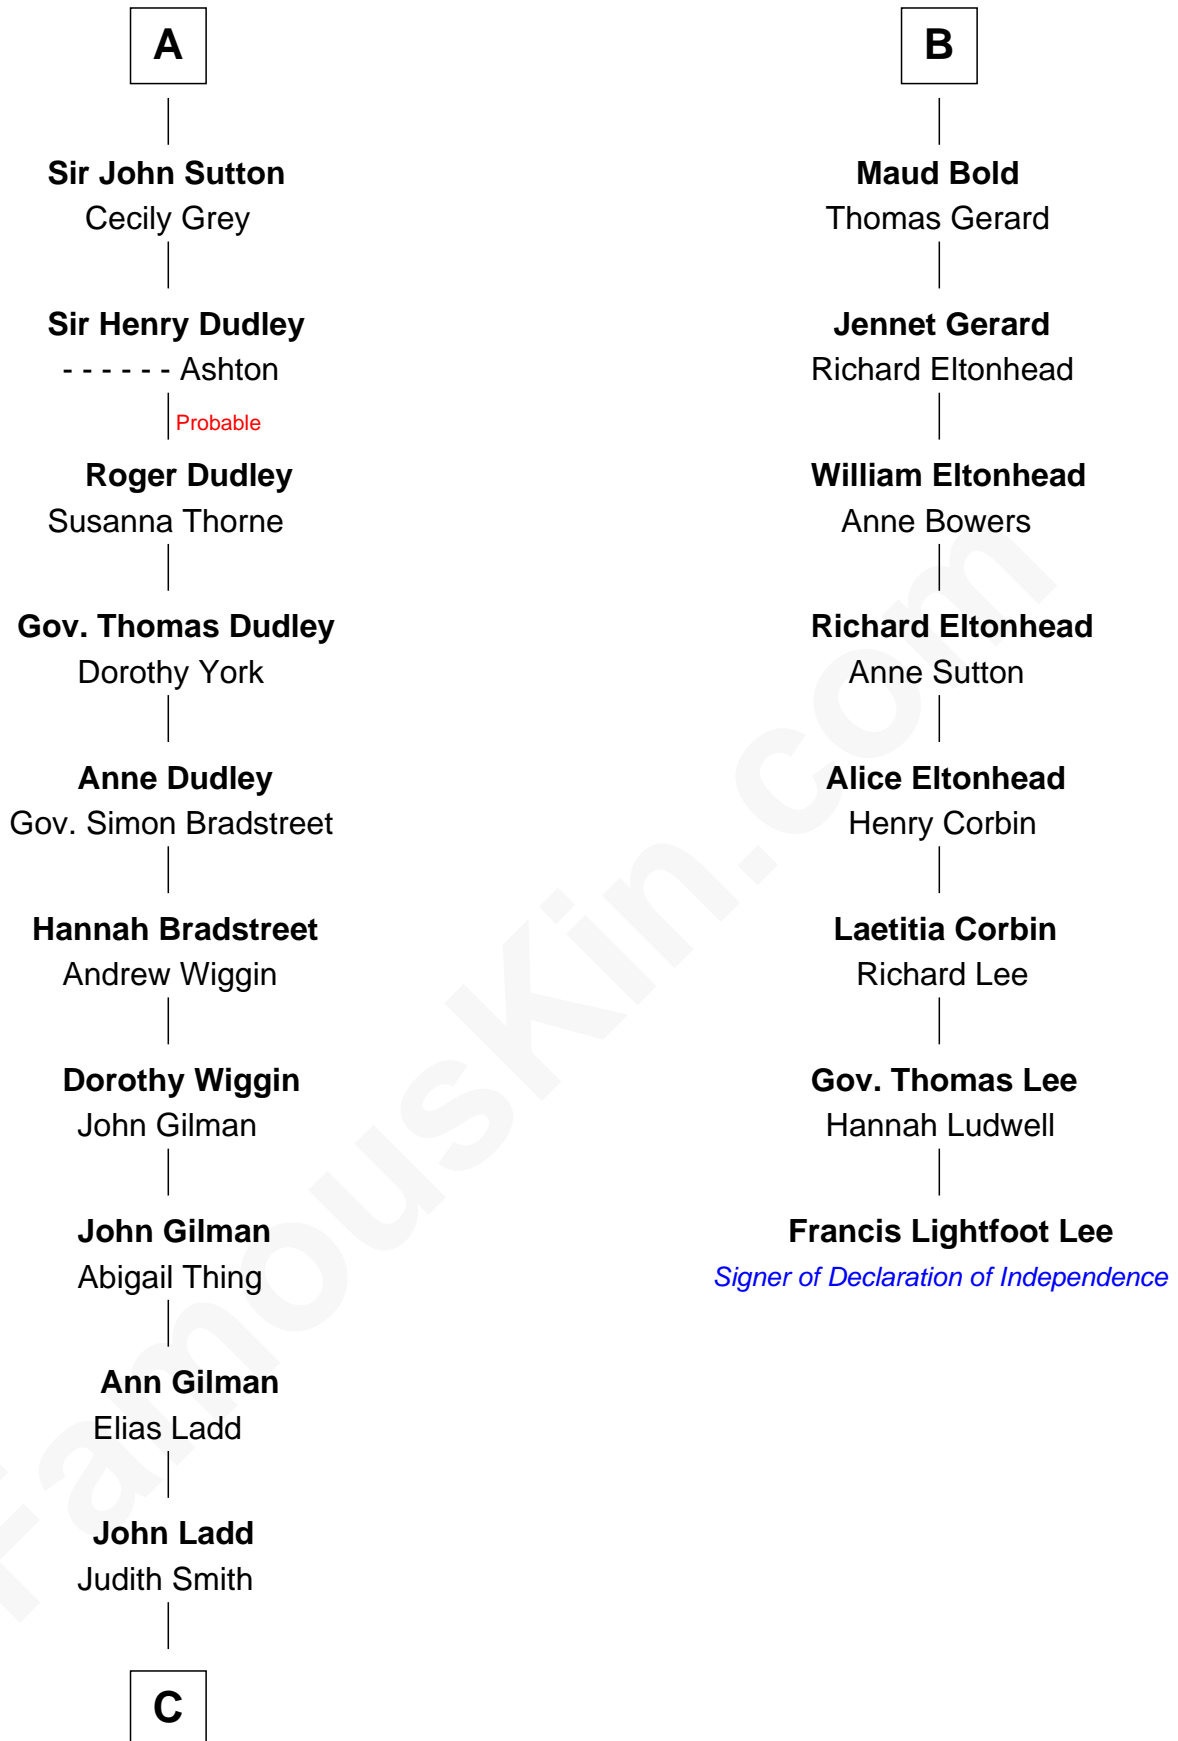 A
Sir John Sutton
Cecily Grey
Sir Henry Dudley
- - - - - - Ashton
Probable
Roger Dudley
Susanna Thorne
Gov. Thomas Dudley
Dorothy York
Anne Dudley
Gov. Simon Bradstreet
Hannah Bradstreet
Andrew Wiggin
Dorothy Wiggin
John Gilman
John Gilman
Abigail Thing
Ann Gilman
Elias Ladd
John Ladd
Judith Smith
C
B
Maud Bold
Thomas Gerard
Jennet Gerard
Richard Eltonhead
William Eltonhead
Anne Bowers
Richard Eltonhead
Anne Sutton
Alice Eltonhead
Henry Corbin
Laetitia Corbin
Richard Lee
Gov. Thomas Lee
Hannah Ludwell
Francis Lightfoot Lee
Signer of Declaration of Independence
FamousKin.com